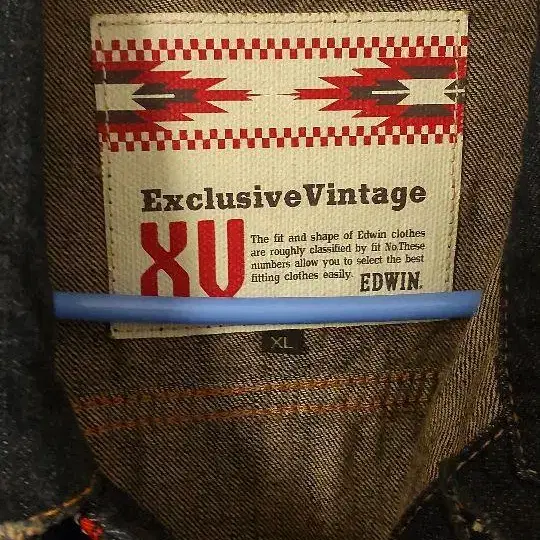 ExclusiveVintage
XV
The fit and shape of Edwin clothes
are roughly classified by fit No.These
numbers allow you to select the best
fitting clothes easily.
EDWIN.
XL